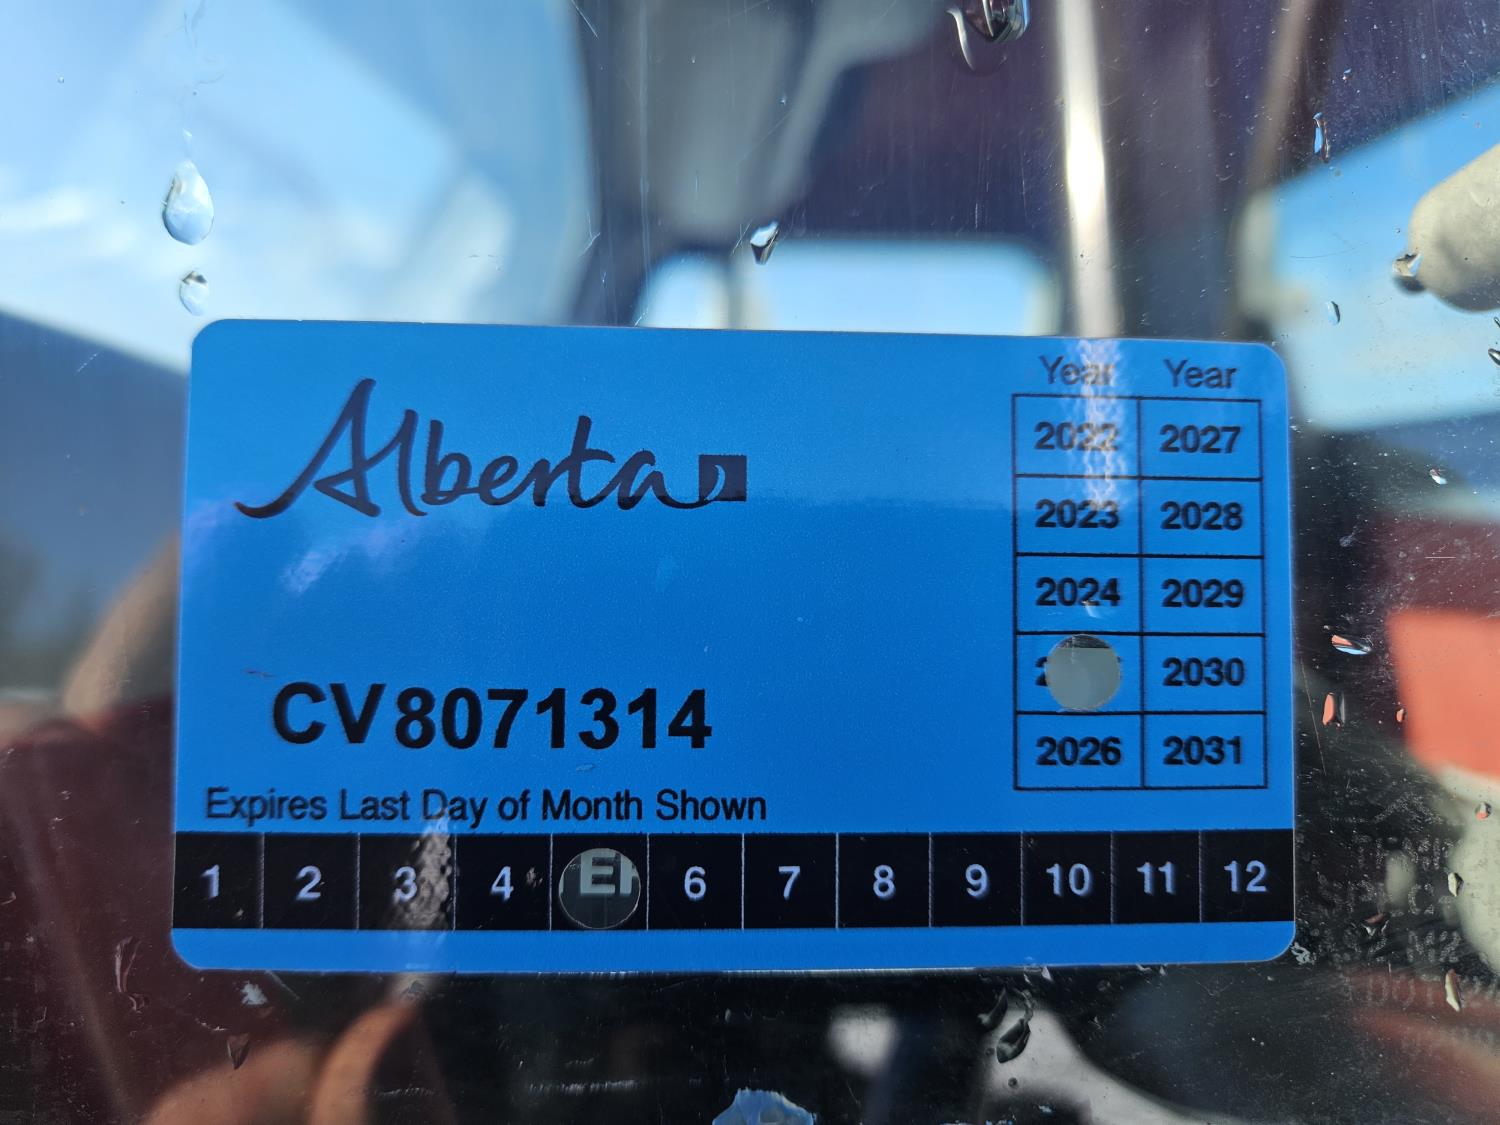 Alberta
Year Year
2022 2027
2023 2028
2024 2029
2030
2026 2031
CV8071314
Expires Last Day of Month Shown
1 2 3 4 EI 6 7 8 9 10 11 12